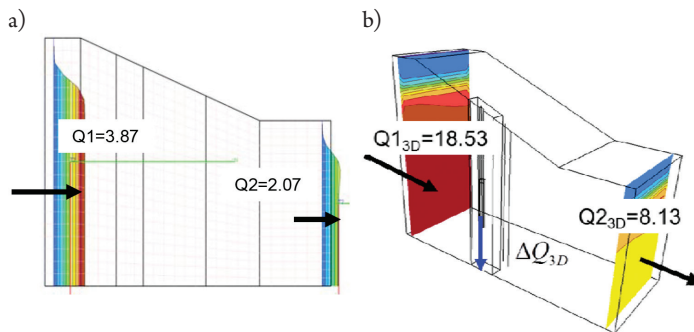 a)
Q1=3.87
Q2=2.07
b)
Q1₃D=18.53
Q2₃D=8.13
ΔQ₃D